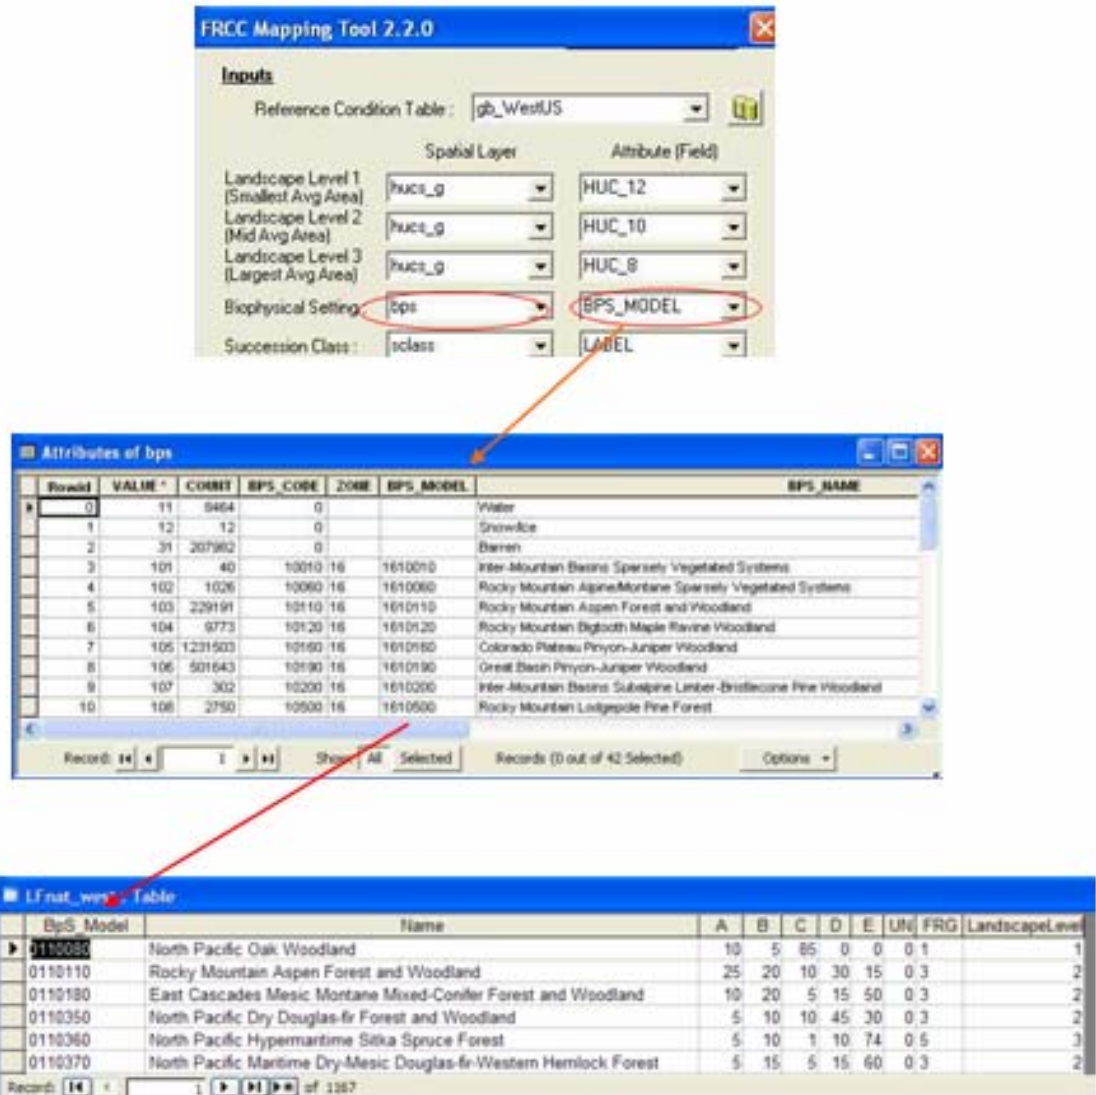 FRCC Mapping Tool 2.2.0
Inputs
Reference Condition Table : gb_WestUS
Spatial Layer Attribute (Field)
Landscape Level 1 (Smallest Avg Area) hucs_g HUC_12
Landscape Level 2 (Mid Avg Area) hucs_g HUC_10
Landscape Level 3 (Largest Avg Area) hucs_g HUC_8
Biophysical Setting : bps BPS_MODEL
Succession Class : sclass LABEL
Attributes of bps
Rowid VALUE * COUNT BPS_CODE ZONE BPS_MODEL BPS_NAME
0 11 8464 0 Water
1 12 12 0 Snow/Ice
2 31 207982 0 Barren
3 101 40 10010 16 1610010 Inter-Mountain Basins Sparsely Vegetated Systems
4 102 1026 10060 16 1610060 Rocky Mountain Alpine/Montane Sparsely Vegetated Systems
5 103 229191 10110 16 1610110 Rocky Mountain Aspen Forest and Woodland
6 104 9773 10120 16 1610120 Rocky Mountain Bigtooth Maple Ravine Woodland
7 105 1231503 10160 16 1610160 Colorado Plateau Pinyon-Juniper Woodland
8 106 501643 10190 16 1610190 Great Basin Pinyon-Juniper Woodland
9 107 302 10200 16 1610200 Inter-Mountain Basins Subalpine Limber-Bristlecone Pine Woodland
10 108 2750 10500 16 1610500 Rocky Mountain Lodgepole Pine Forest
Record: 1 Show: All Selected Records (0 out of 42 Selected) Options
LFnat_west : Table
BpS_Model Name A B C D E UN FRG LandscapeLevel
0110080 North Pacific Oak Woodland 10 5 85 0 0 0 1 1
0110110 Rocky Mountain Aspen Forest and Woodland 25 20 10 30 15 0 3 2
0110180 East Cascades Mesic Montane Mixed-Conifer Forest and Woodland 10 20 5 15 50 0 3 2
0110350 North Pacific Dry Douglas-fir Forest and Woodland 5 10 10 45 30 0 3 2
0110360 North Pacific Hypermaritime Sitka Spruce Forest 5 10 1 10 74 0 5 3
0110370 North Pacific Maritime Dry-Mesic Douglas-fir-Western Hemlock Forest 5 15 5 15 60 0 3 2
Record: 1 of 1367